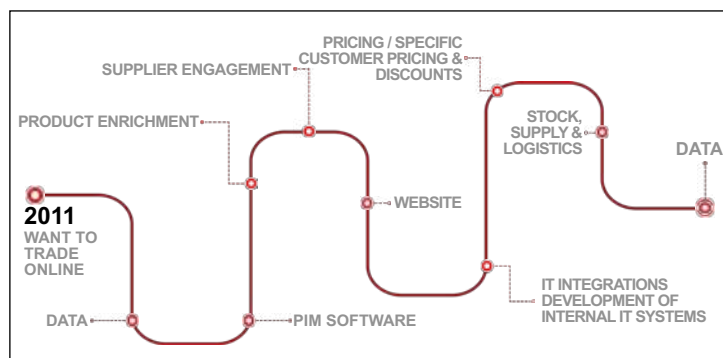 2011
WANT TO
TRADE
ONLINE
DATA
PIM SOFTWARE
PRODUCT ENRICHMENT
SUPPLIER ENGAGEMENT
WEBSITE
IT INTEGRATIONS
DEVELOPMENT OF
INTERNAL IT SYSTEMS
PRICING / SPECIFIC
CUSTOMER PRICING &
DISCOUNTS
STOCK,
SUPPLY &
LOGISTICS
DATA